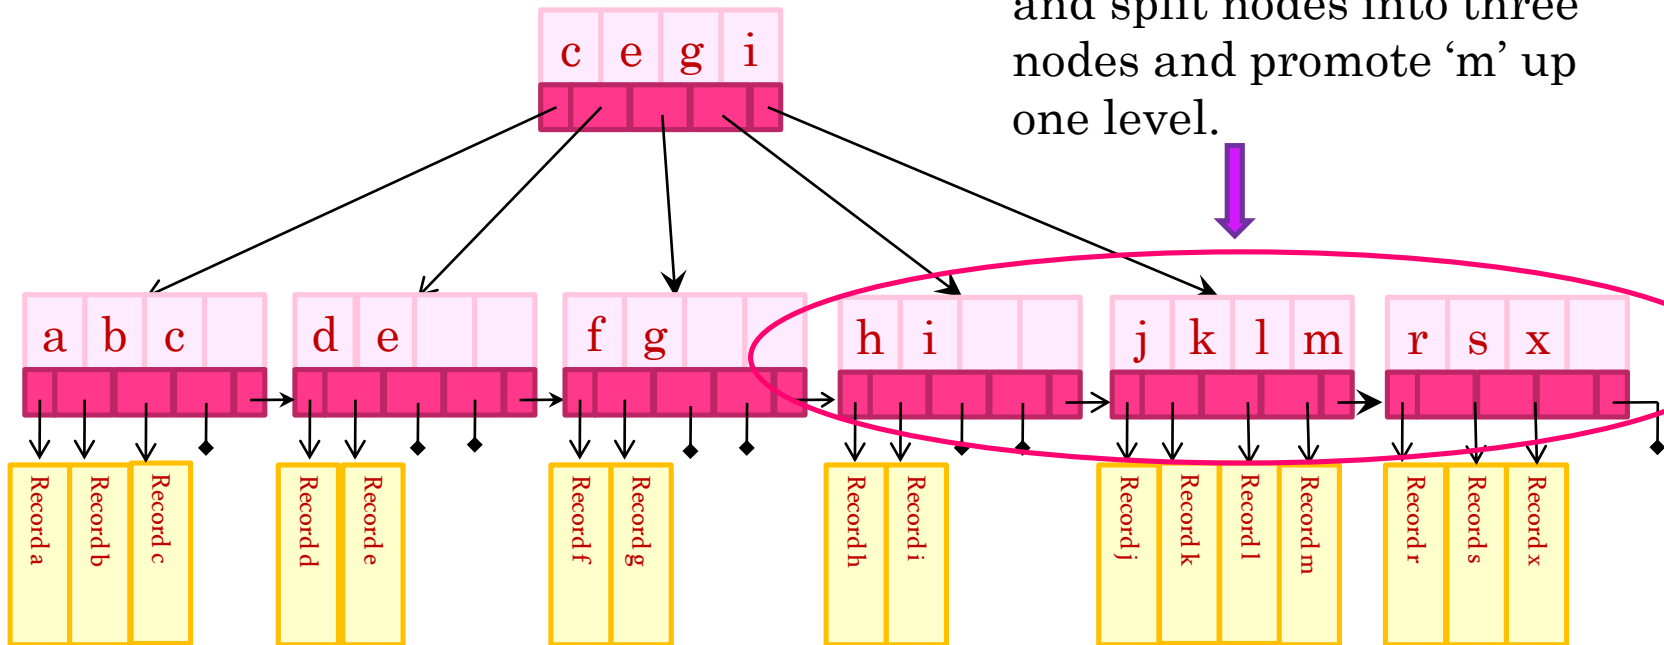 and split nodes into three
nodes and promote ‘m’ up
one level.
c e g i
a b c
d e
f g
h i
j k l m
r s x
Record a
Record b
Record c
Record d
Record e
Record f
Record g
Record h
Record i
Record j
Record k
Record l
Record m
Record r
Record s
Record x